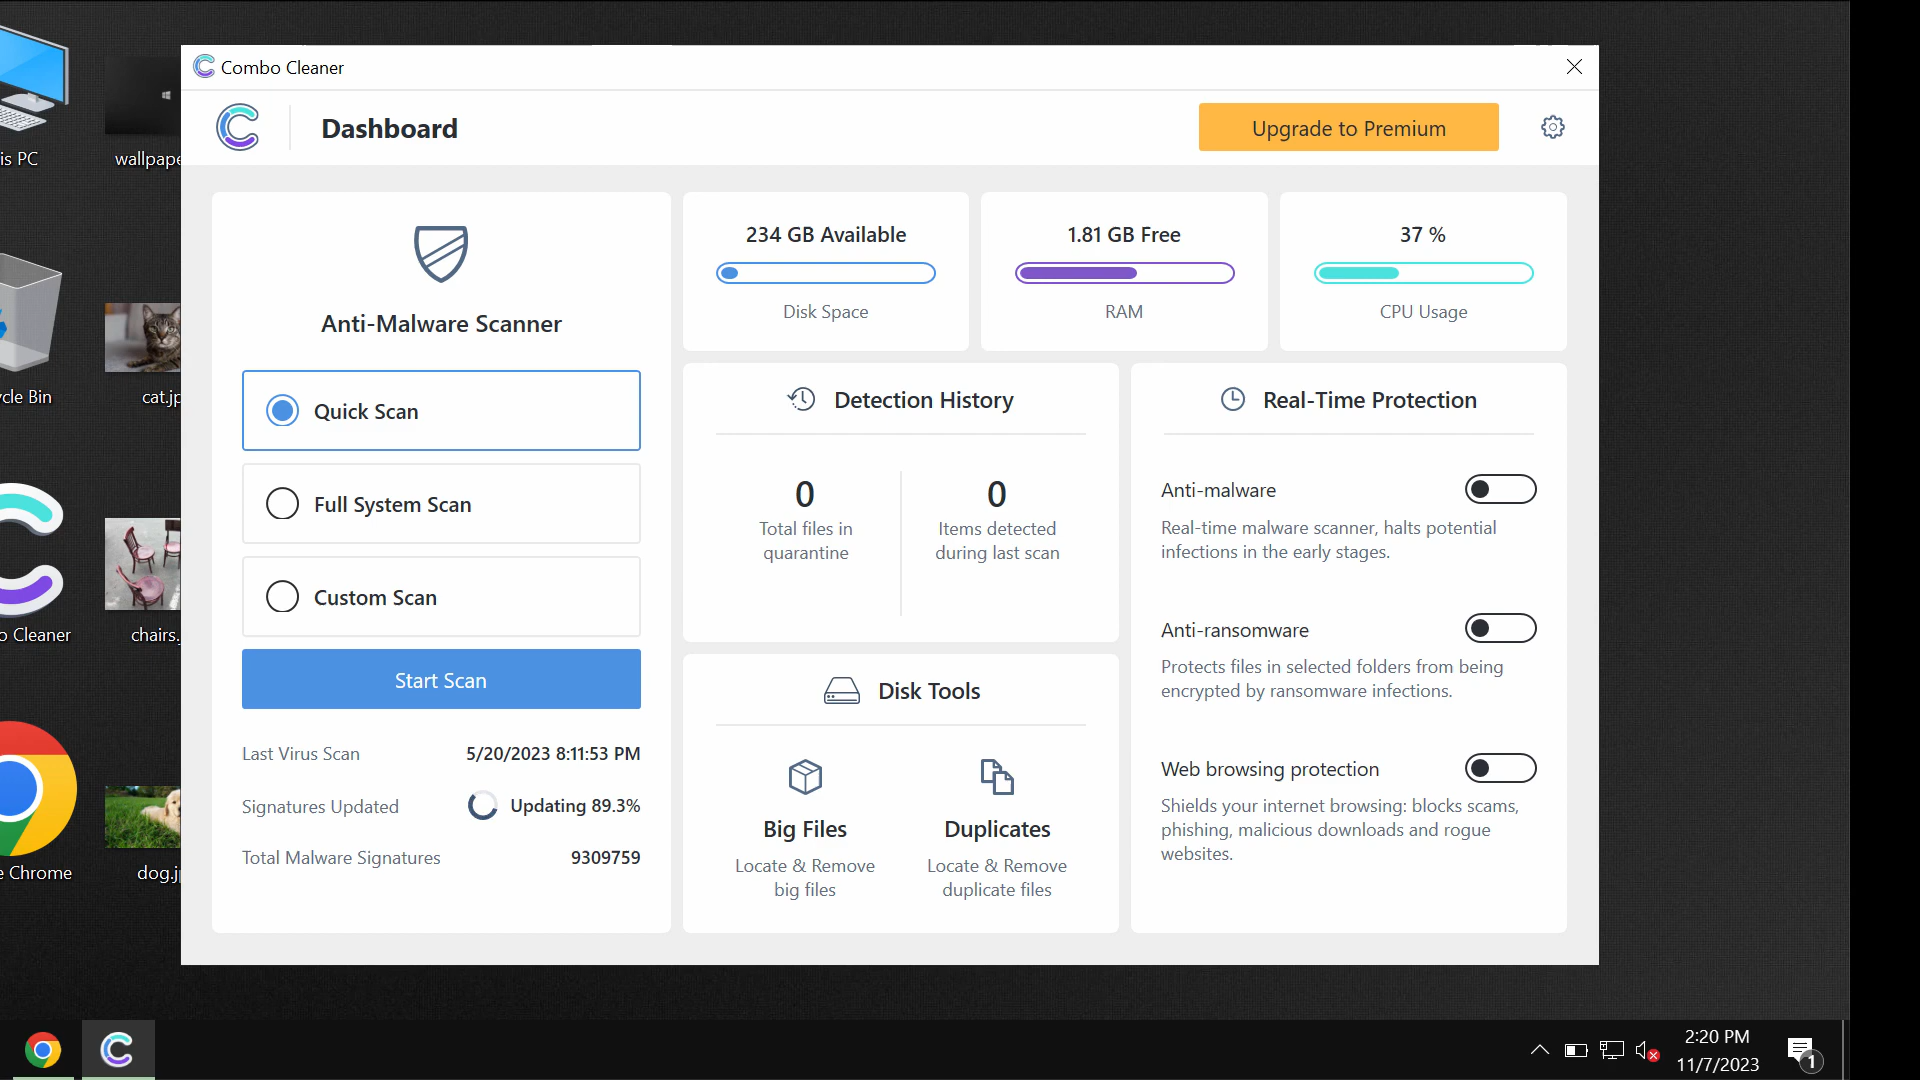 Combo Cleaner
Dashboard
Upgrade to Premium
is PC
wallpape
cle Bin
cat.jp
o Cleaner
chairs.
e Chrome
dog.j
Anti-Malware Scanner
Quick Scan
Full System Scan
Custom Scan
Start Scan
Last Virus Scan 5/20/2023 8:11:53 PM
Signatures Updated Updating 89.3%
Total Malware Signatures 9309759
234 GB Available
Disk Space
1.81 GB Free
RAM
37 %
CPU Usage
Detection History
0
Total files in
quarantine
0
Items detected
during last scan
Disk Tools
Big Files
Locate & Remove
big files
Duplicates
Locate & Remove
duplicate files
Real-Time Protection
Anti-malware
Real-time malware scanner, halts potential
infections in the early stages.
Anti-ransomware
Protects files in selected folders from being
encrypted by ransomware infections.
Web browsing protection
Shields your internet browsing: blocks scams,
phishing, malicious downloads and rogue
websites.
2:20 PM
11/7/2023
1